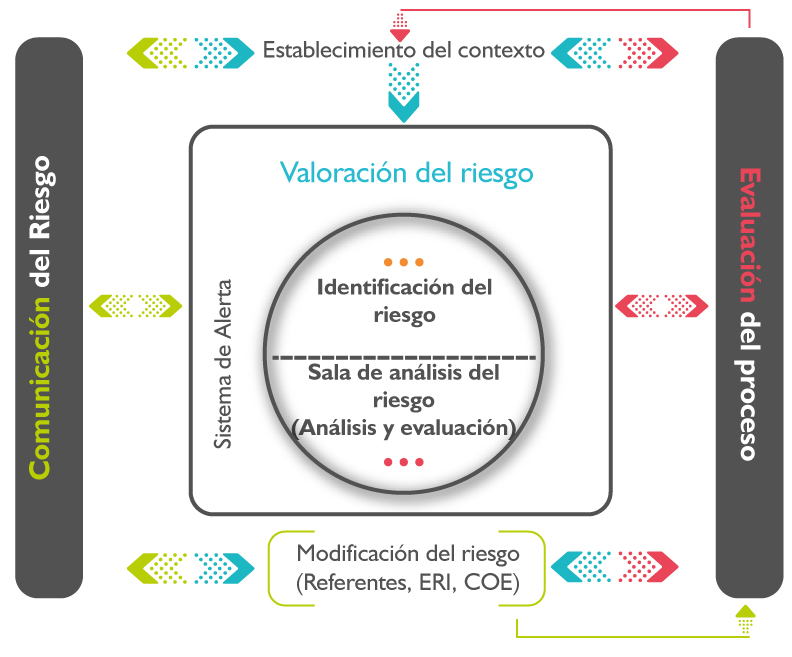 Establecimiento del contexto
Comunicación del Riesgo
Valoración del riesgo
Sistema de Alerta
Identificación del
riesgo
Sala de análisis del
riesgo
(Análisis y evaluación)
Evaluación del proceso
Modificación del riesgo
(Referentes, ERI, COE)